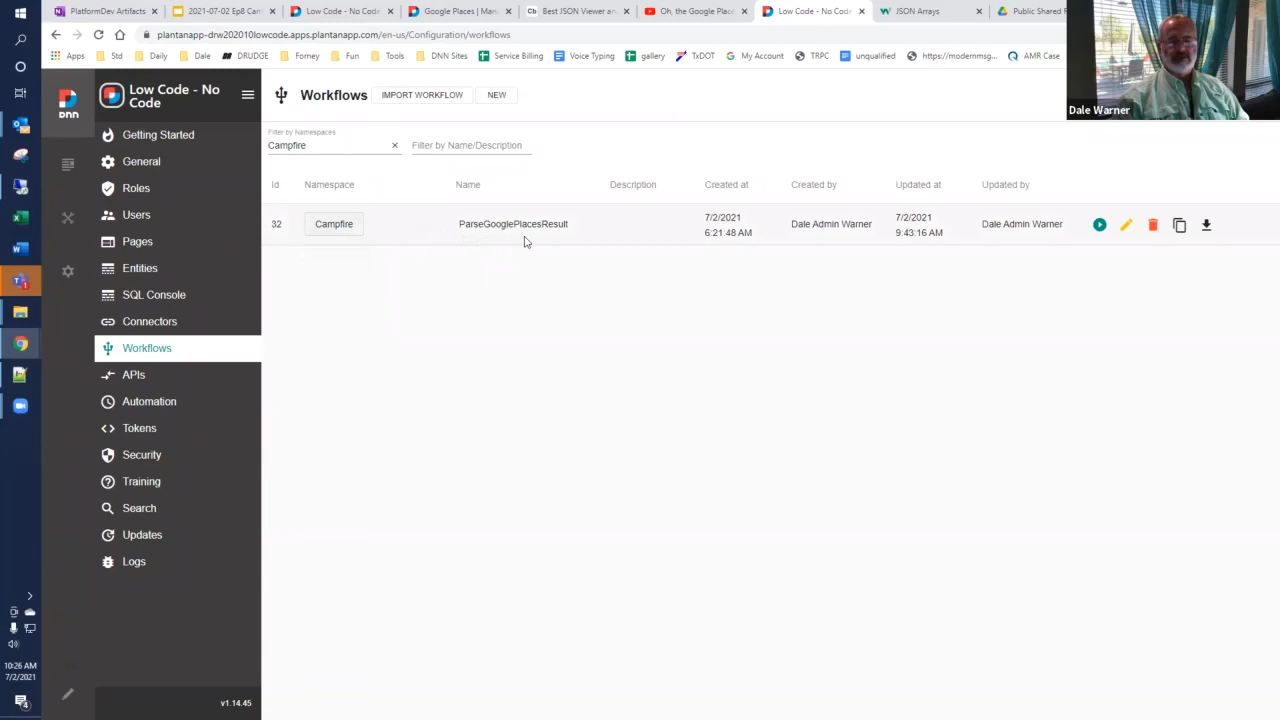 PlatformDev Artifacts
2021-07-02 Ep8 Cam
Low Code - No Code
Google Places | Man
Best JSON Viewer an
Oh, the Google Place
Low Code - No Code
JSON Arrays
Public Shared R
plantanapp-drw202010lowcode.apps.plantanapp.com/en-us/Configuration/workflows
Apps
Std
Dale
DRUDGE
Forney
Fun
Tools
DNN Sites
Service Billing
Voice Typing
gallery
TxDOT
My Account
TRPC
unqualified
https://modernmsg...
AMR Case
Dale Warner
DNN
Low Code - No
Code
Workflows
IMPORT WORKFLOW
NEW
Filter by Namespaces
Campfire
Filter by Name/Description
Id
Namespace
Name
Description
Created at
Created by
Updated at
Updated by
32
Campfire
ParseGooglePlacesResult
7/2/2021
6:21:48 AM
Dale Admin Warner
7/2/2021
9:43:16 AM
Dale Admin Warner
Getting Started
General
Roles
Users
Pages
Entities
SQL Console
Connectors
Workflows
APIs
Automation
Tokens
Security
Training
Search
Updates
Logs
v1.14.45
10:26 AM
7/2/2021
4